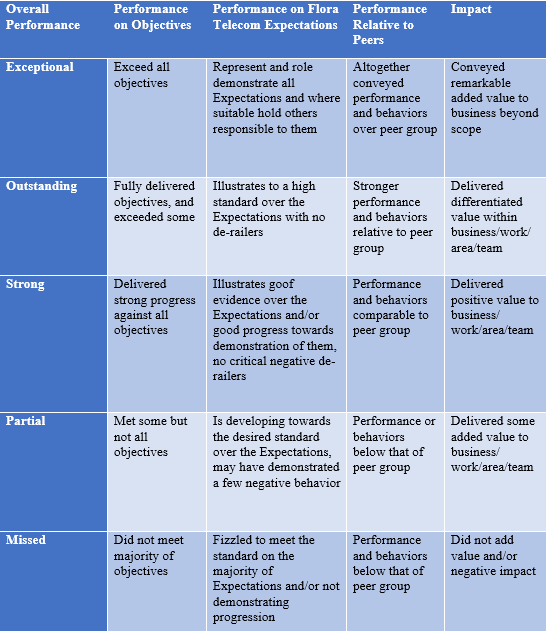 Overall
Performance
Performance
on Objectives
Performance on Flora
Telecom Expectations
Performance
Relative to
Peers
Impact
Exceptional
Exceed all
objectives
Represent and role
demonstrate all
Expectations and where
suitable hold others
responsible to them
Altogether
conveyed
performance
and behaviors
over peer group
Conveyed
remarkable
added value to
business beyond
scope
Outstanding
Fully delivered
objectives, and
exceeded some
Illustrates to a high
standard over the
Expectations with no
de-railers
Stronger
performance
and behaviors
relative to peer
group
Delivered
differentiated
value within
business/work/
area/team
Strong
Delivered
strong progress
against all
objectives
Illustrates goof
evidence over the
Expectations and/or
good progress towards
demonstration of them,
no critical negative de-
railers
Performance
and behaviors
comparable to
peer group
Delivered
positive value to
business/
work/area/team
Partial
Met some but
not all
objectives
Is developing towards
the desired standard
over the Expectations,
may have demonstrated
a few negative behavior
Performance or
behaviors
below that of
peer group
Delivered some
added value to
business/
work/area/team
Missed
Did not meet
majority of
objectives
Fizzled to meet the
standard on the
majority of
Expectations and/or not
demonstrating
progression
Performance
and behaviors
below that of
peer group
Did not add
value and/or
negative impact